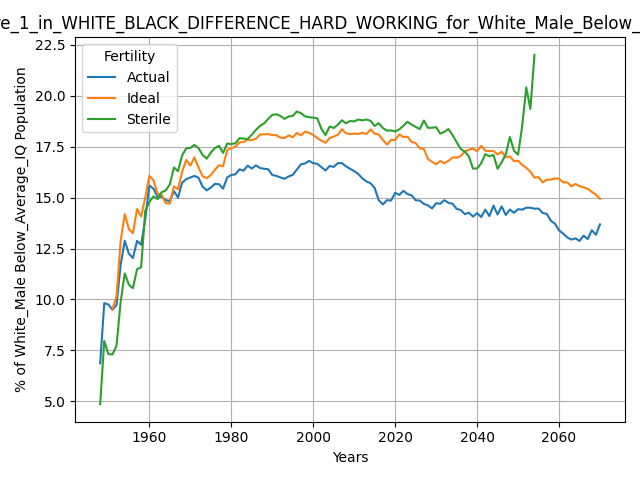 e_1_in_WHITE_BLACK_DIFFERENCE_HARD_WORKING_for_White_Male_Below_
Fertility
Actual
Ideal
Sterile
% of White_Male Below_Average_IQ Population
22.5
20.0
17.5
15.0
12.5
10.0
7.5
5.0
1960 1980 2000 2020 2040 2060
Years